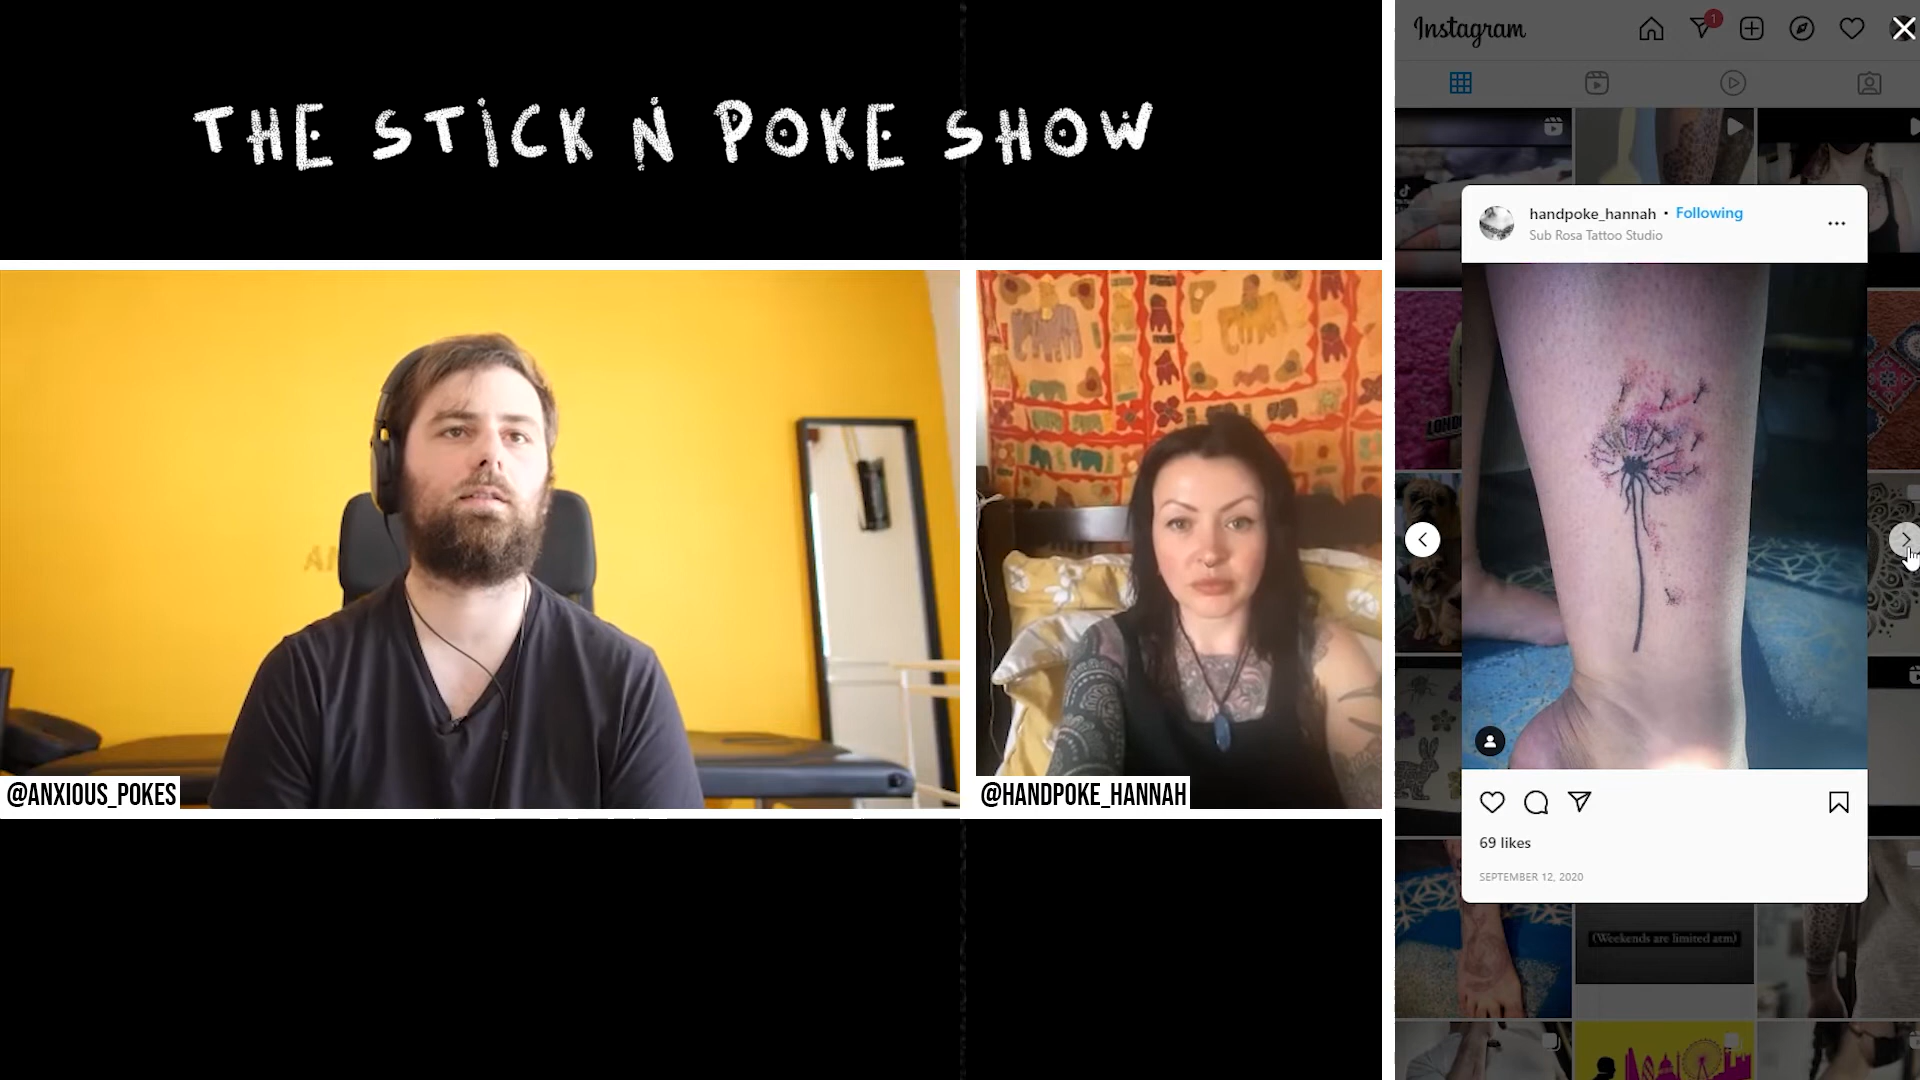 THE STICK N POKE SHOW
@ANXIOUS_POKES
@HANDPOKE_HANNAH
Instagram
1
handpoke_hannah • Following
Sub Rosa Tattoo Studio
69 likes
SEPTEMBER 12, 2020
(Weekends are limited atm)